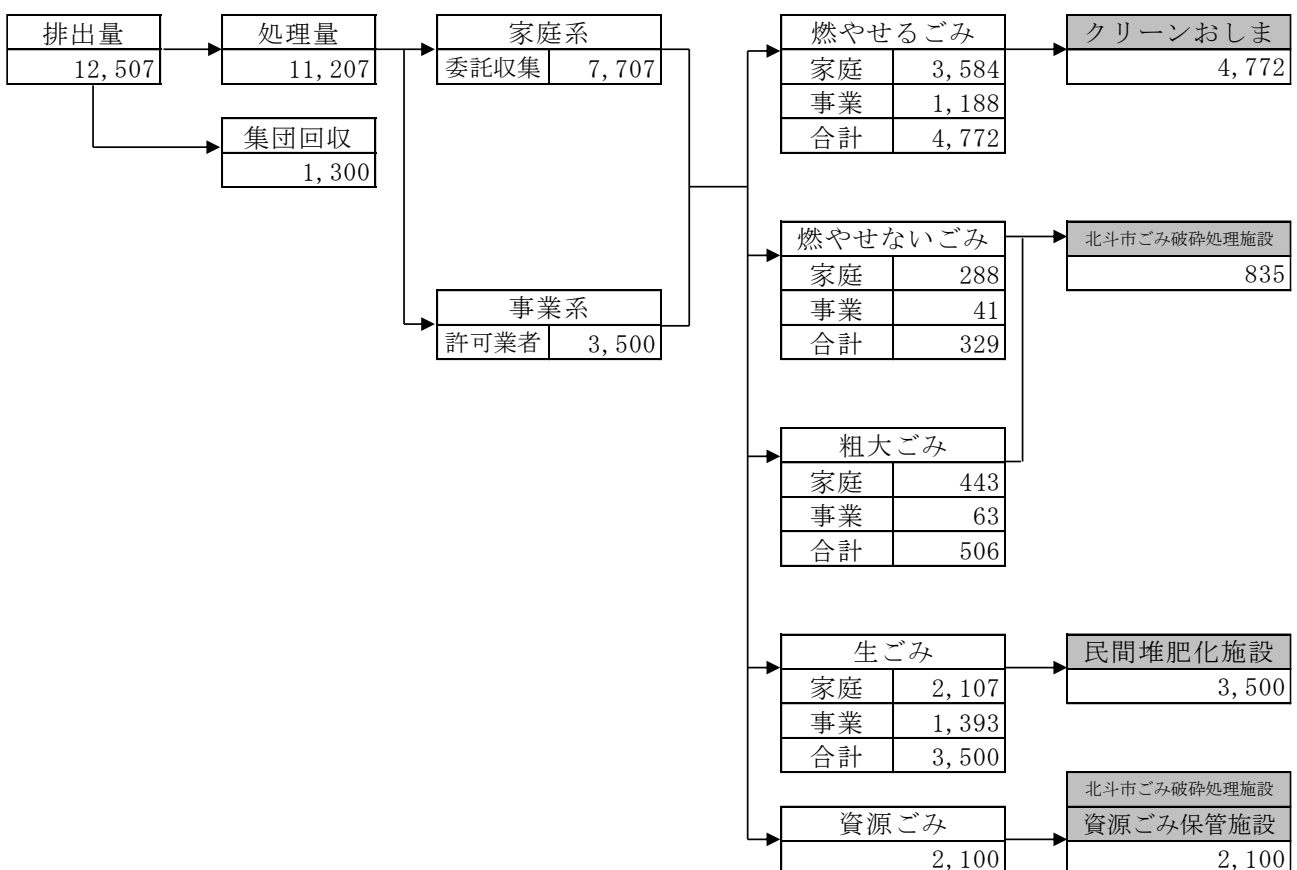 排出量
12,507
処理量
11,207
集団回収
1,300
家庭系
委託収集 7,707
事業系
許可業者 3,500
燃やせるごみ
家庭 3,584
事業 1,188
合計 4,772
クリーンおしま
4,772
燃やせないごみ
家庭 288
事業 41
合計 329
北斗市ごみ破砕処理施設
835
粗大ごみ
家庭 443
事業 63
合計 506
生ごみ
家庭 2,107
事業 1,393
合計 3,500
民間堆肥化施設
3,500
資源ごみ
2,100
北斗市ごみ破砕処理施設
資源ごみ保管施設
2,100